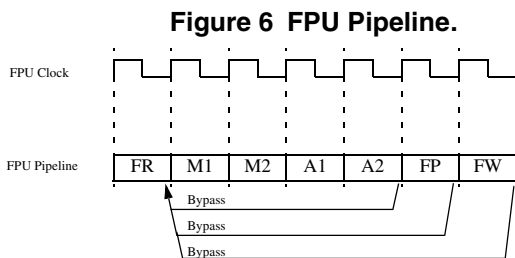 Figure 6 FPU Pipeline.
FPU Clock
FPU Pipeline FR M1 M2 A1 A2 FP FW
Bypass
Bypass
Bypass